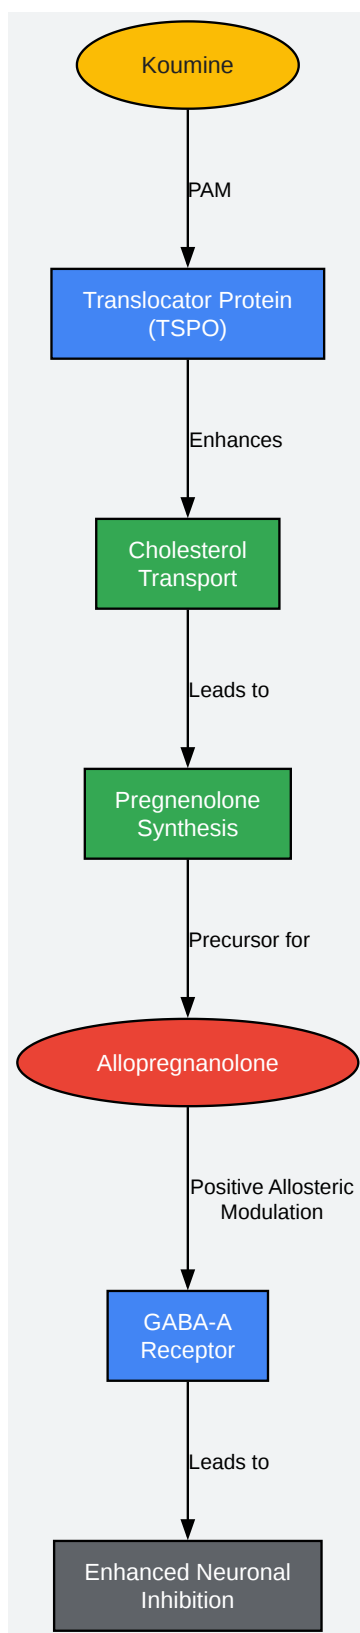 Koumine
PAM
Translocator Protein
(TSPO)
Enhances
Cholesterol
Transport
Leads to
Pregnenolone
Synthesis
Precursor for
Allopregnanolone
Positive Allosteric
Modulation
GABA-A
Receptor
Leads to
Enhanced Neuronal
Inhibition